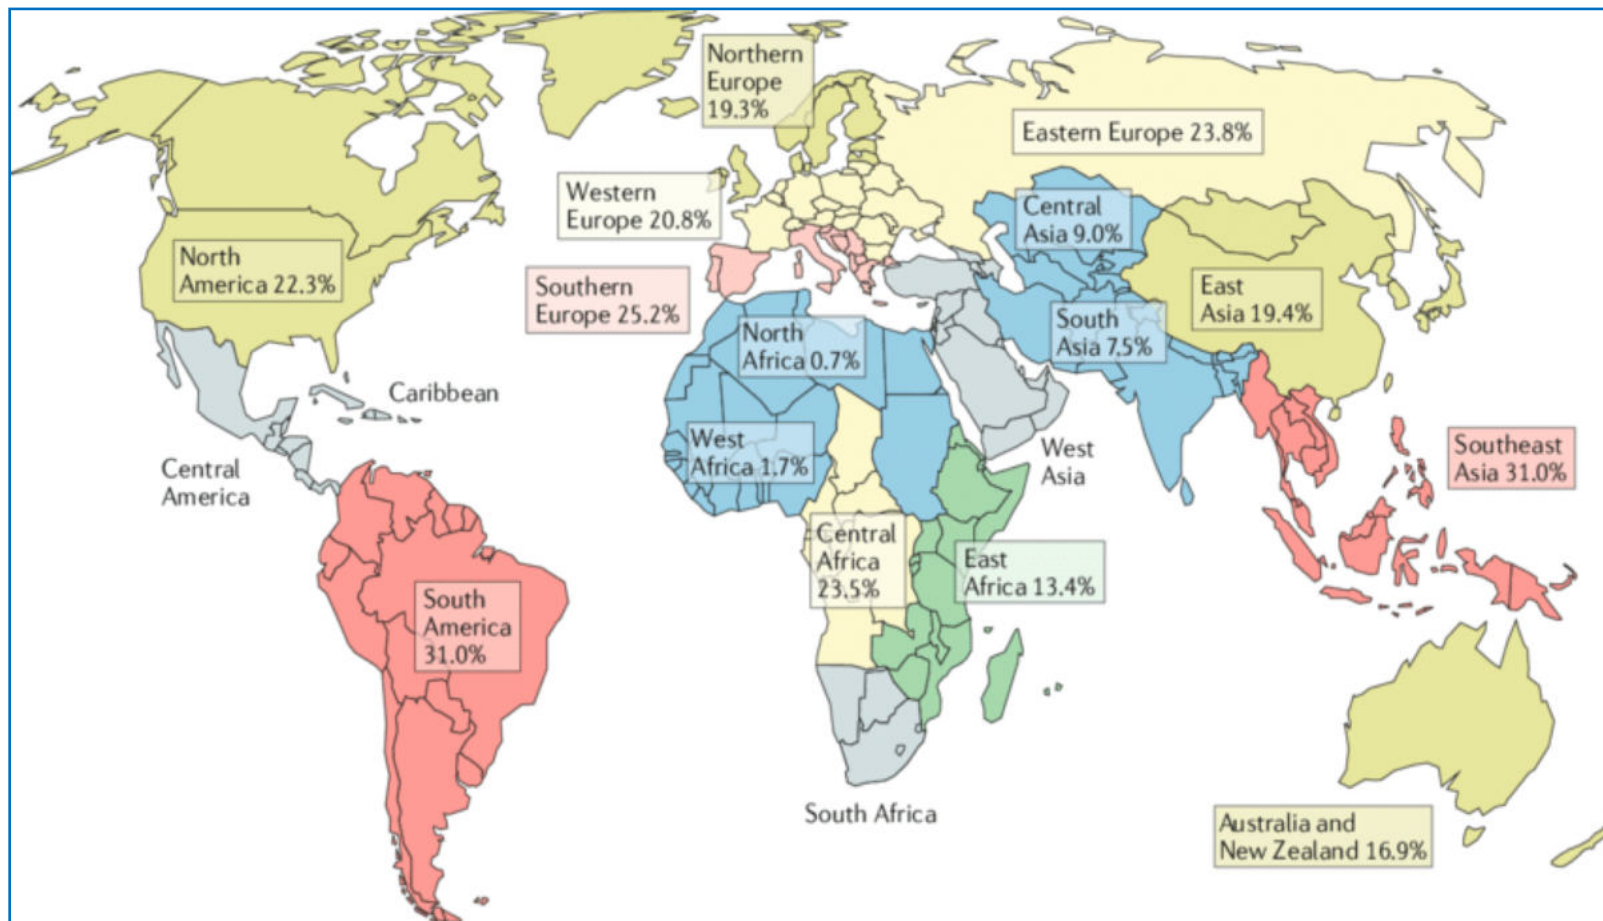 Northern
Europe
19.3%
Eastern Europe 23.8%
Western
Europe 20.8%
Central
Asia 9.0%
North
America 22.3%
Southern
Europe 25.2%
East
Asia 19.4%
South
Asia 7.5%
North
Africa 0.7%
Caribbean
West
Africa 1.7%
West
Asia
Southeast
Asia 31.0%
Central
America
Central
Africa
23.5%
East
Africa 13.4%
South
America
31.0%
South Africa
Australia and
New Zealand 16.9%